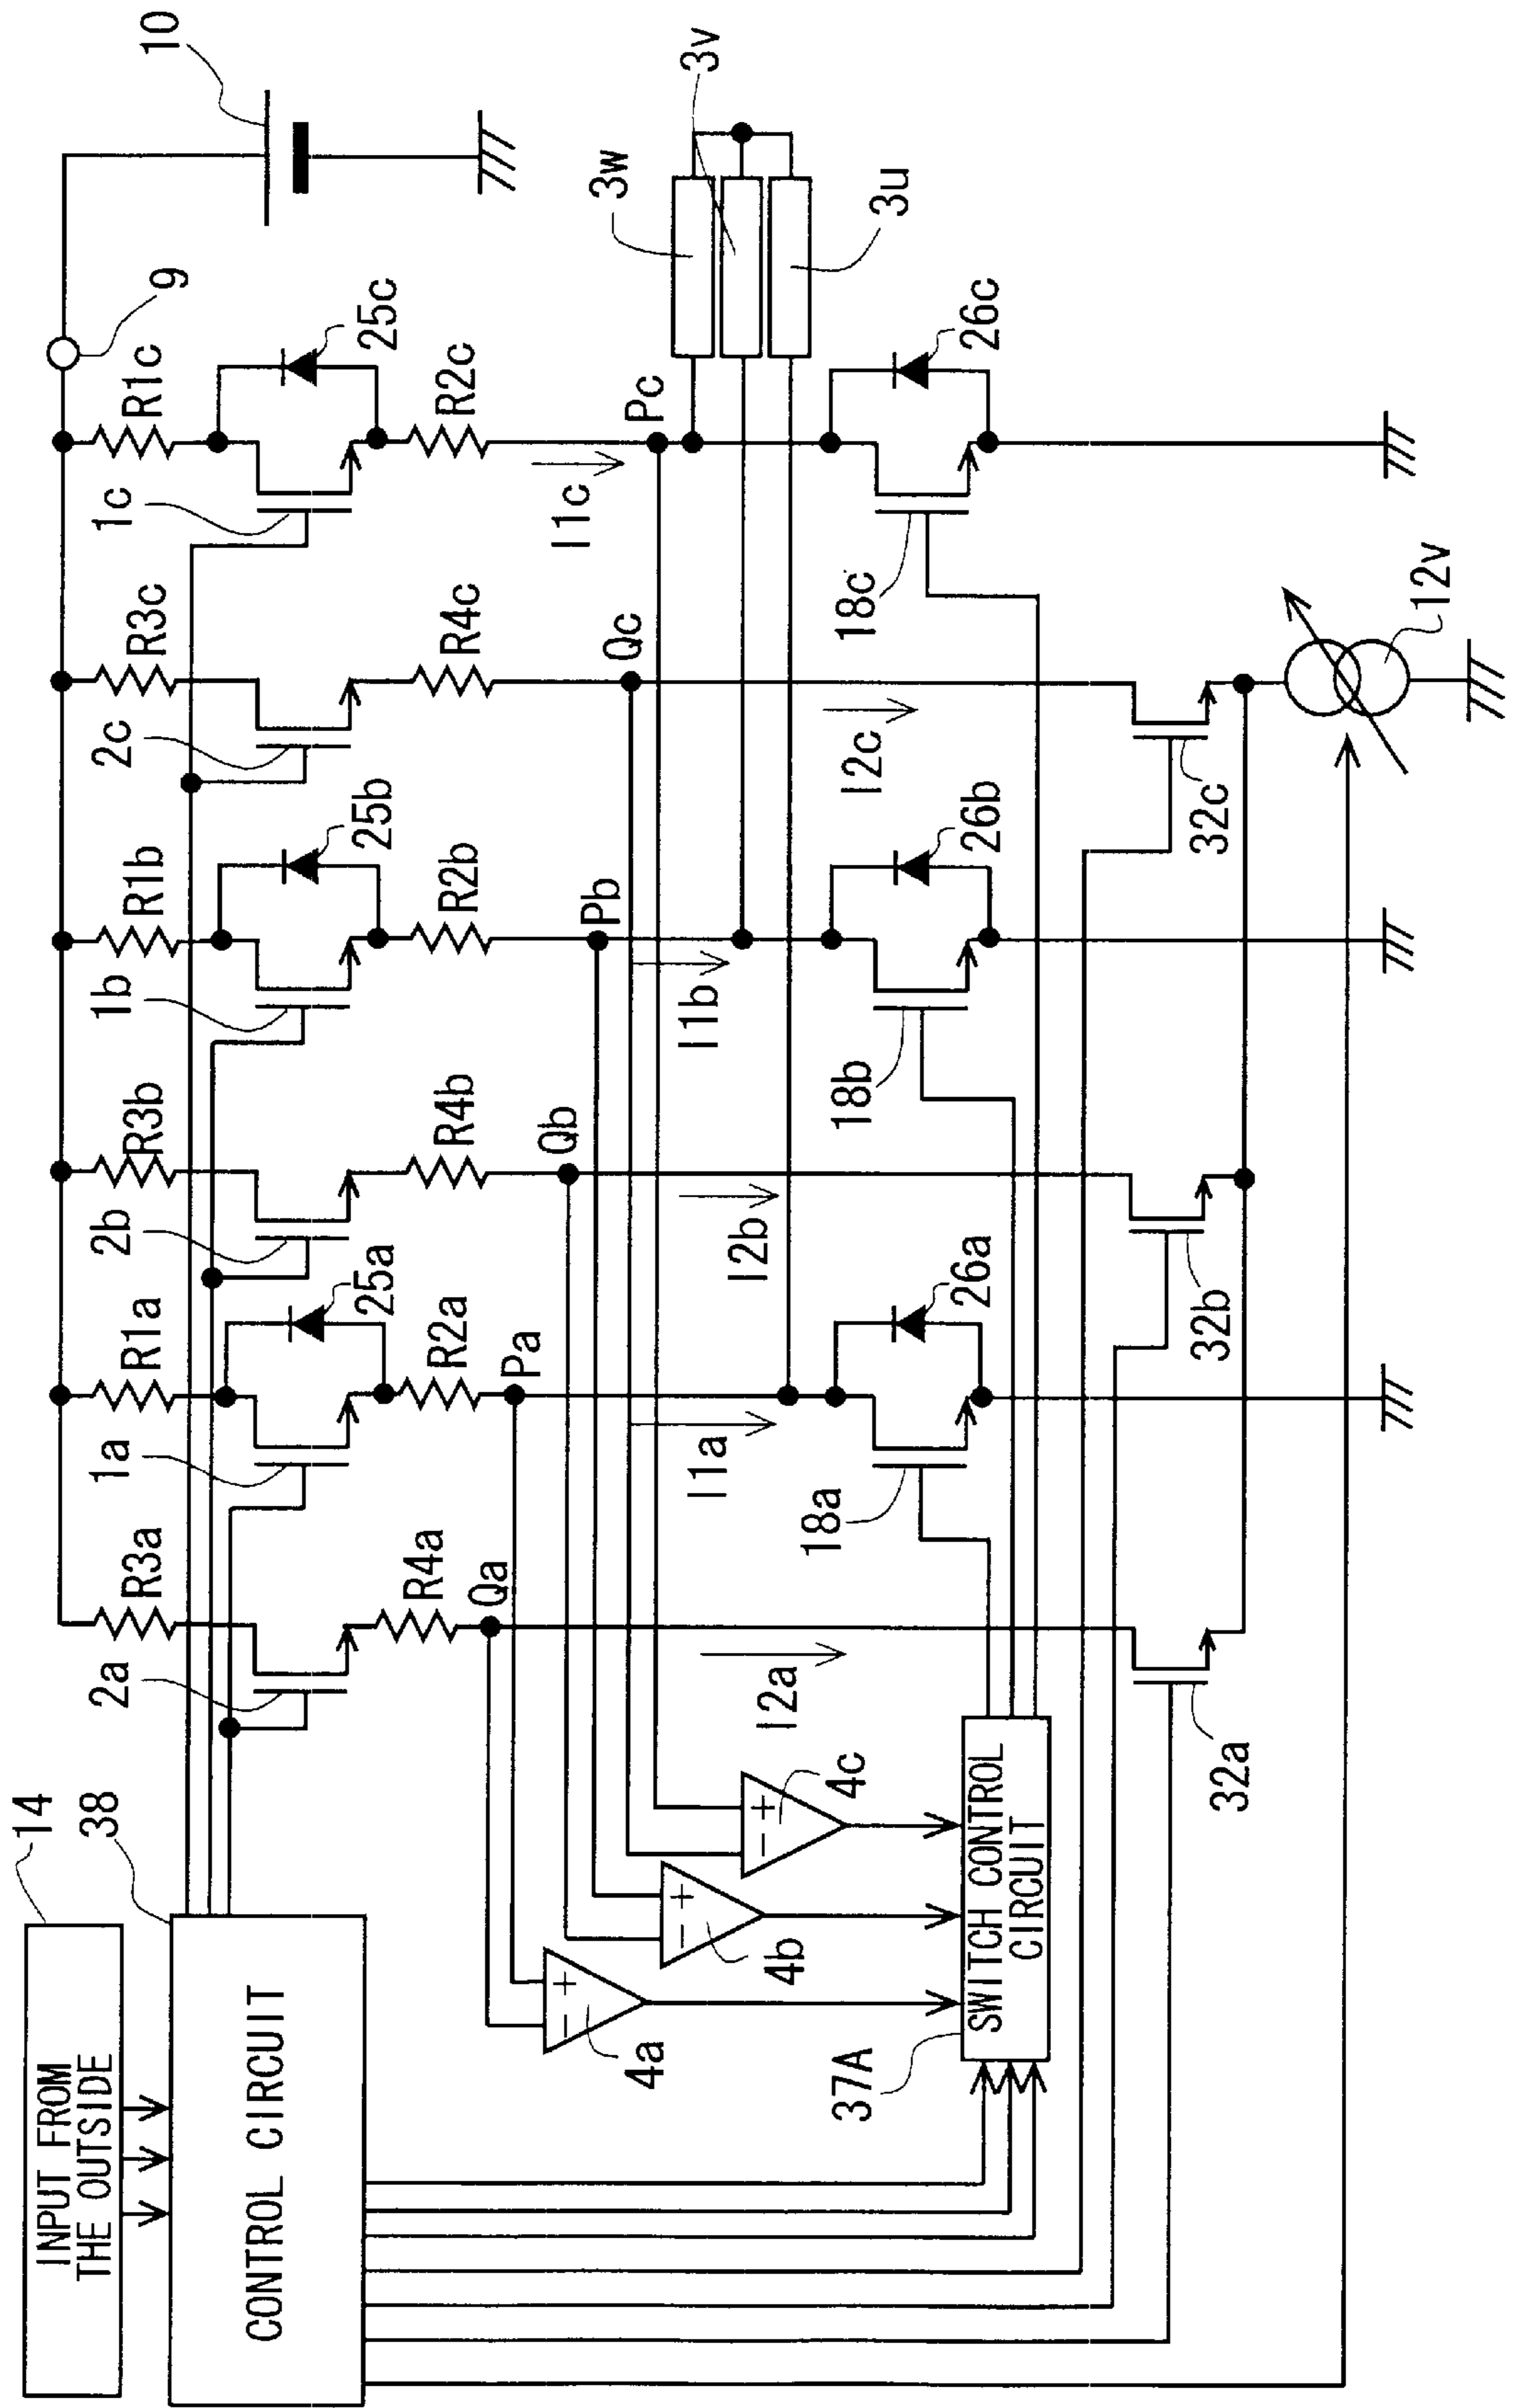 INPUT FROM
THE OUTSIDE
14
38
CONTROL CIRCUIT
10
9
R3a
R1a
R3b
R1b
R3c
R1c
2a
1a
2b
1b
2c
1c
25a
25b
25c
R4a
R2a
R4b
R2b
R4c
R2c
Qa
Pa
Qb
Pb
Qc
Pc
I2a
I1a
I2b
I1b
I2c
I1c
3w
3v
3u
4a
- +
4b
- +
4c
- +
37A
SWITCH CONTROL
CIRCUIT
18a
18b
18c
26a
26b
26c
32a
32b
32c
12v